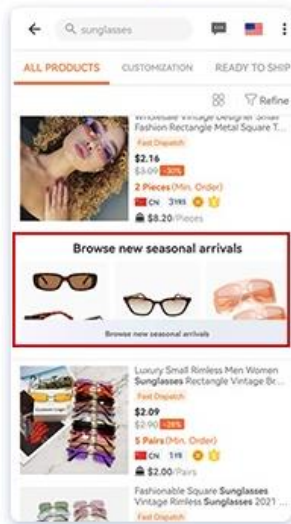 sunglasses
ALL PRODUCTS CUSTOMIZATION READY TO SHIP
Refine
Wholesale Vintage Designer Small
Fashion Rectangle Metal Square T...
Fast Dispatch
$2.16
$3.09 -30%
2 Pieces (Min. Order)
CN 3YRS
$8.20/Pieces
Browse new seasonal arrivals
Browse new seasonal arrivals
Luxury Small Rimless Men Women
Sunglasses Rectangle Vintage Br...
Fast Dispatch
$2.09
$2.90 -28%
5 Pairs (Min. Order)
CN 1YR
$2.00/Pairs
Fashionable Square Sunglasses
Vintage Sunglasses 2021 ...
Fast Dispatch